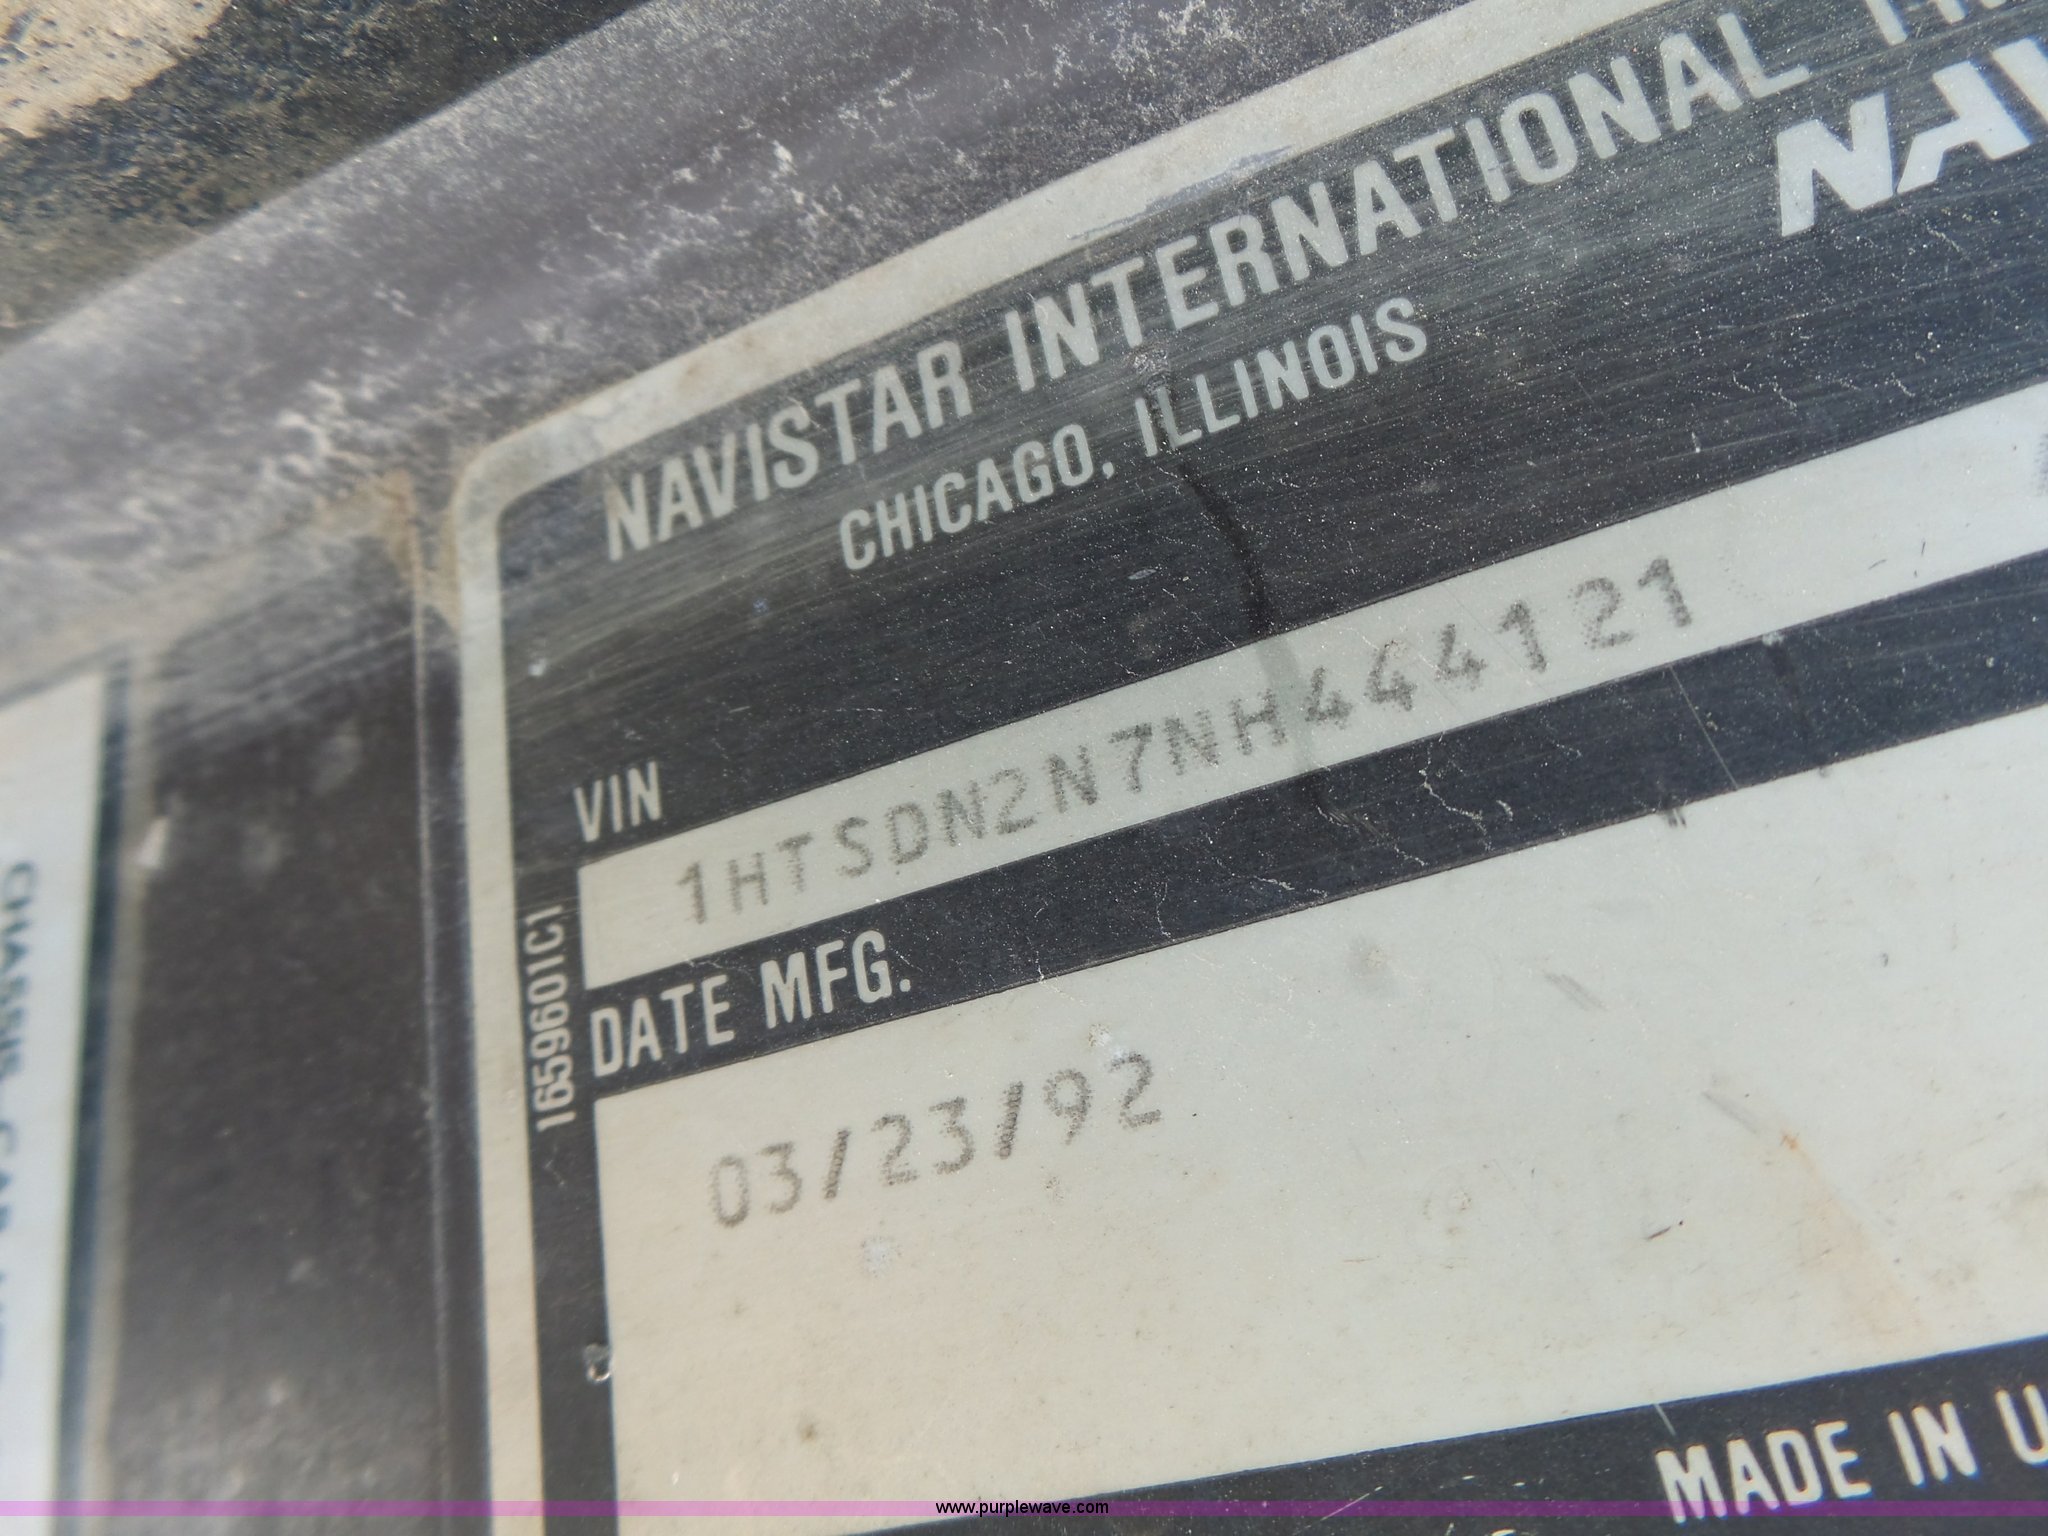 NAVISTAR INTERNATIONAL
CHICAGO, ILLINOIS
VIN
1HTSDN2N7NH444121
DATE MFG.
03/23/92
1659601C1
MADE IN
www.purplewave.com